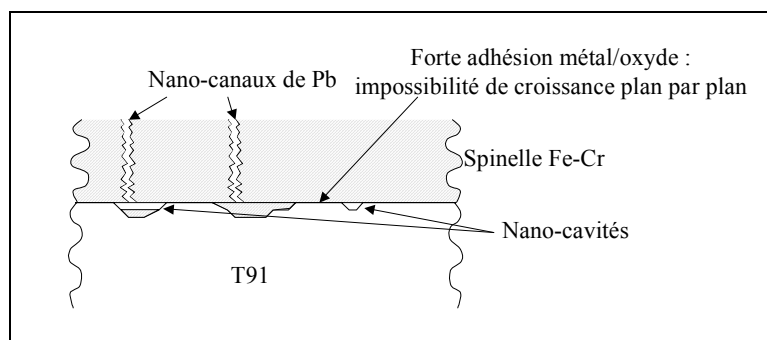 Forte adhésion métal/oxyde :
impossibilité de croissance plan par plan
Nano-canaux de Pb
Spinelle Fe-Cr
Nano-cavités
T91